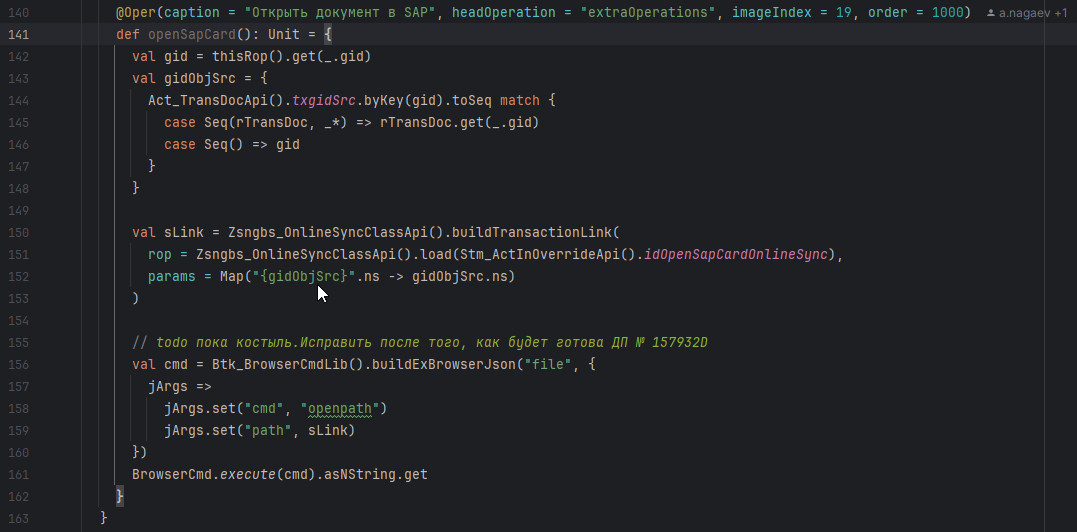 140 @Oper(caption = "Открыть документ в SAP", headOperation = "extraOperations", imageIndex = 19, order = 1000) a.nagaev +1
141 def openSapCard(): Unit = {
142 val gid = thisRop().get(_.gid)
143 val gidObjSrc = {
144 Act_TransDocApi().txgidSrc.byKey(gid).toSeq match {
145 case Seq(rTransDoc, _*) => rTransDoc.get(_.gid)
146 case Seq() => gid
147 }
148 }
149
150 val sLink = Zsngbs_OnlineSyncClassApi().buildTransactionLink(
151 rop = Zsngbs_OnlineSyncClassApi().load(Stm_ActInOverrideApi().idOpenSapCardOnlineSync),
152 params = Map("{gidObjSrc}".ns -> gidObjSrc.ns)
153 )
154
155 // todo пока костыль.Исправить после того, как будет готова ДП № 157932D
156 val cmd = Btk_BrowserCmdLib().buildExBrowserJson("file", {
157 jArgs =>
158 jArgs.set("cmd", "openpath")
159 jArgs.set("path", sLink)
160 })
161 BrowserCmd.execute(cmd).asNString.get
162 }
163 }